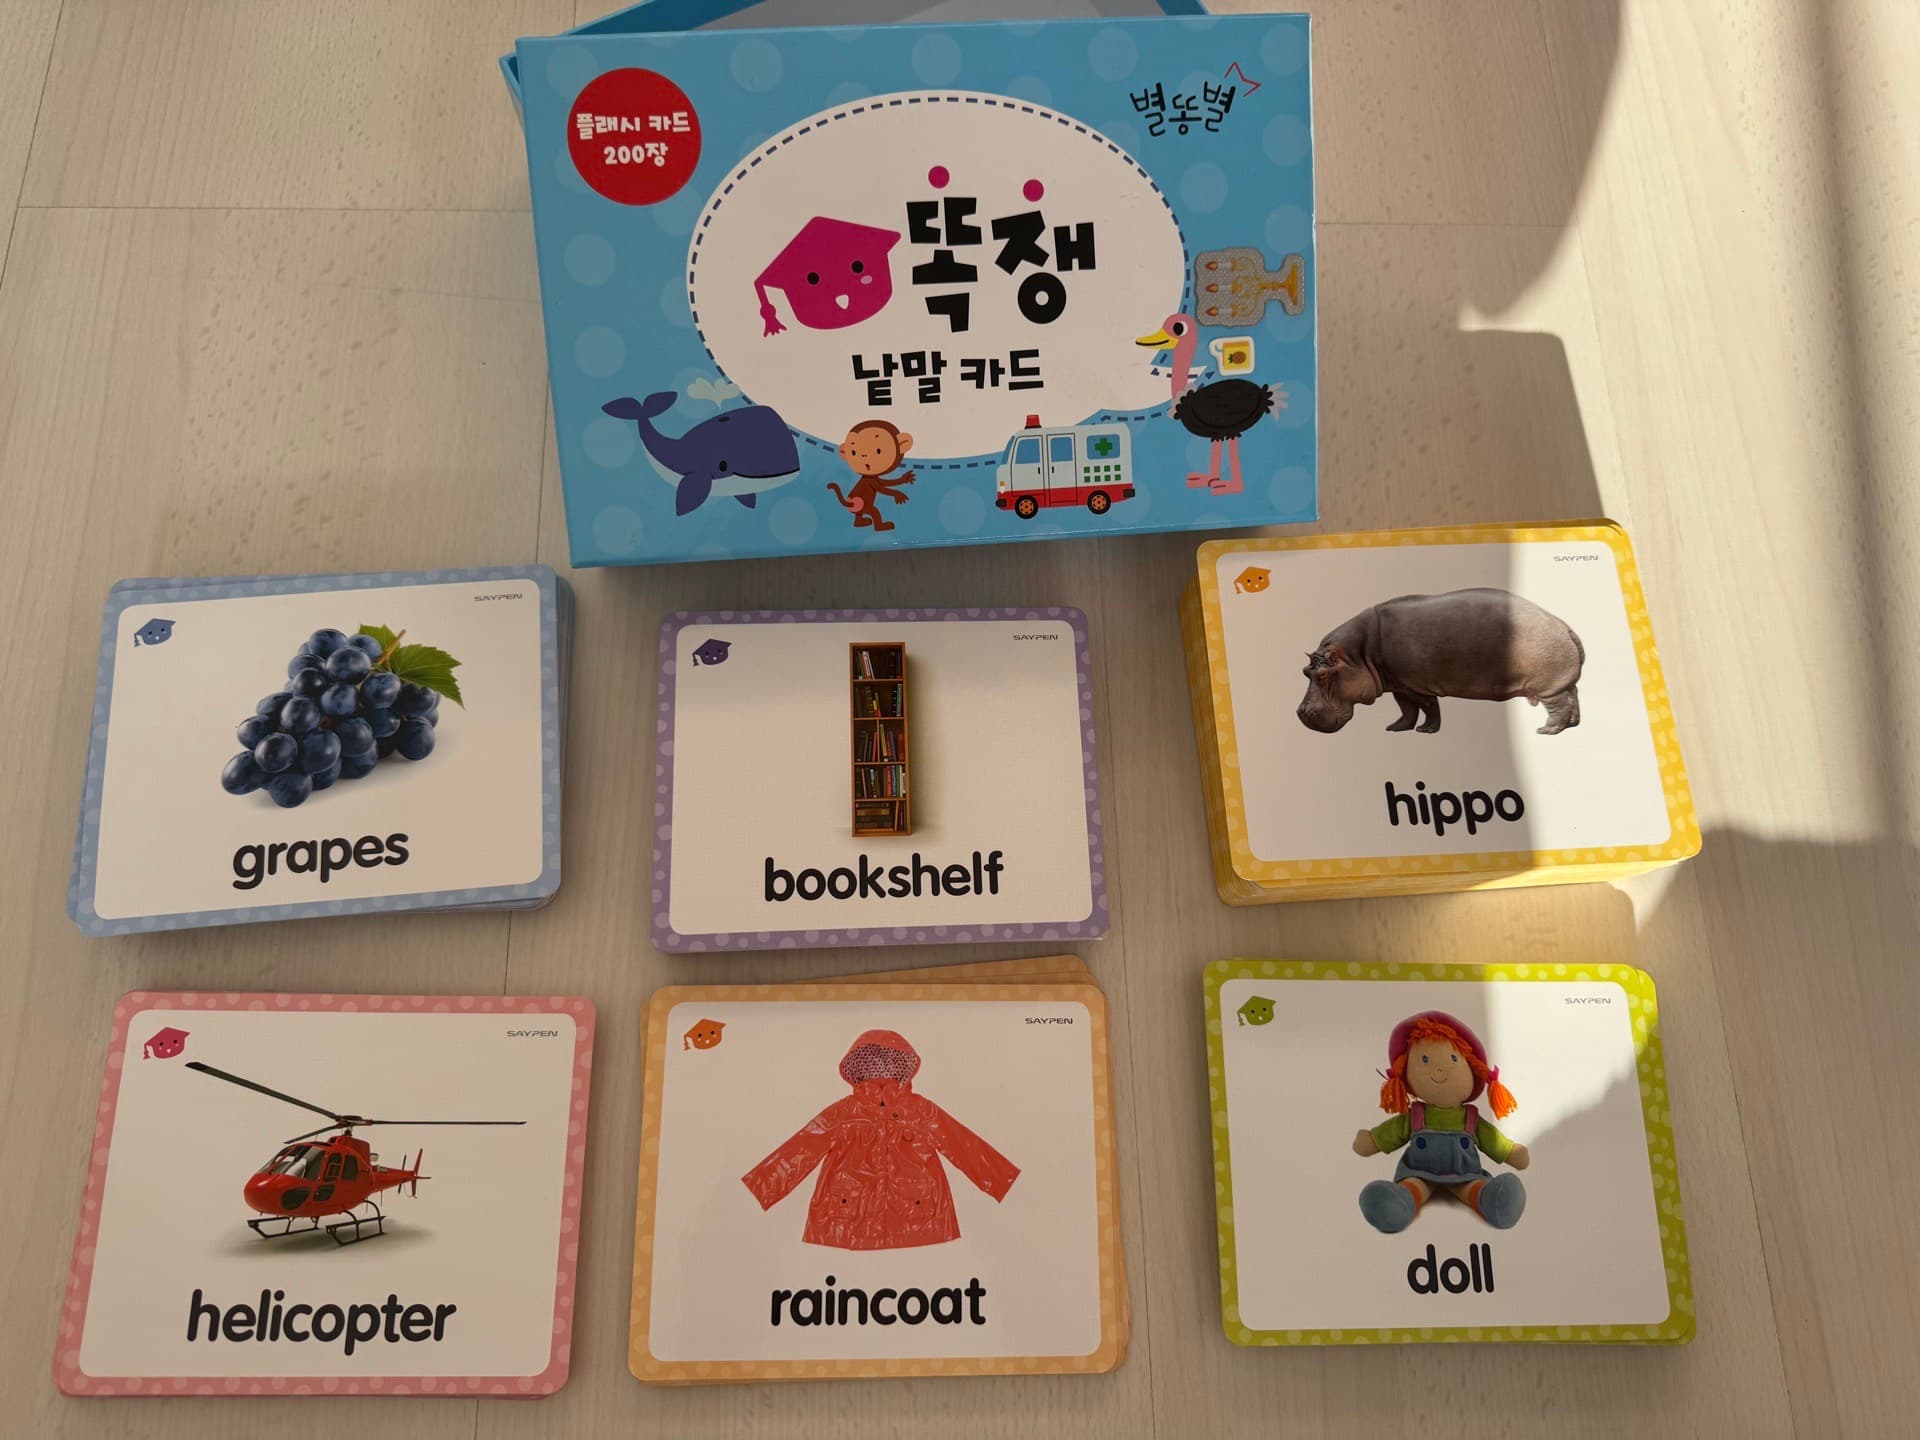 플래시 카드
200장
별똥별
똑쟁
낱말 카드
SAYPEN
grapes
SAYPEN
bookshelf
SAYPEN
hippo
SAYPEN
helicopter
SAYPEN
raincoat
SAYPEN
doll